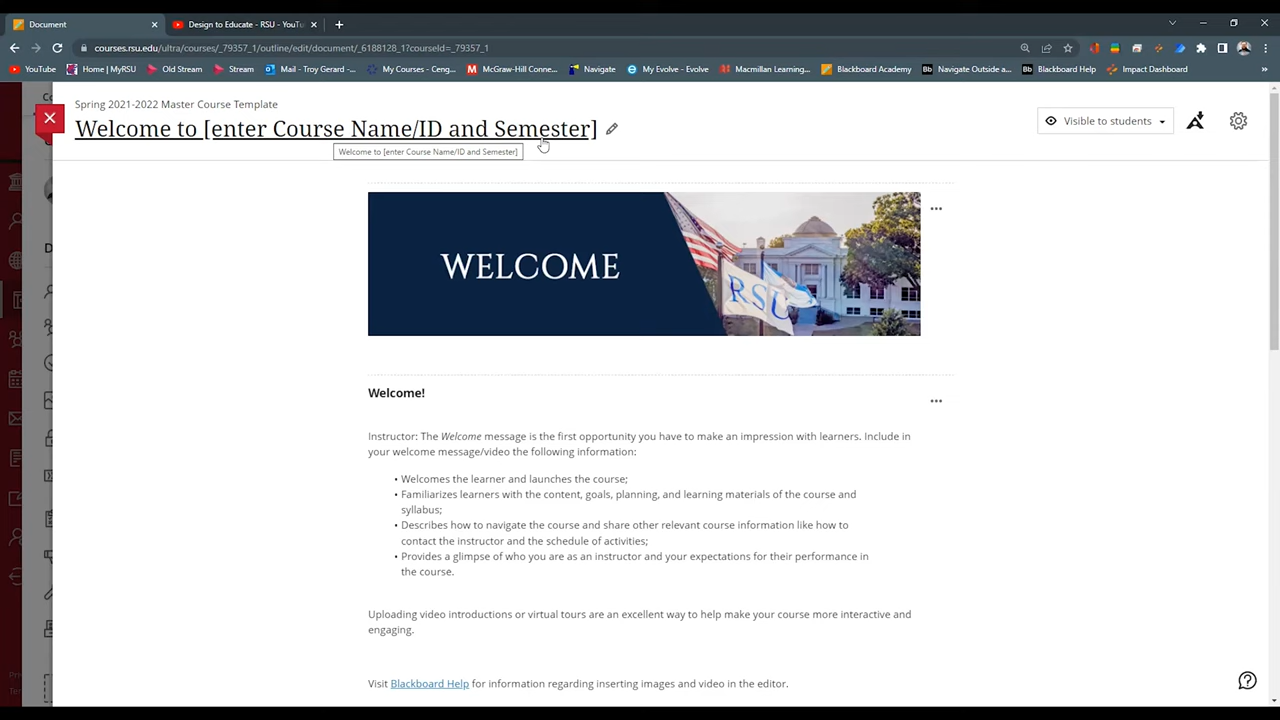 Document
Design to Educate - RSU - YouTu
courses.rsu.edu/ultra/courses/_79357_1/outline/edit/document/_6188128_1?courseId=_79357_1
YouTube
Home | MyRSU
Old Stream
Stream
Mail - Troy Gerard -...
My Courses - Ceng...
McGraw-Hill Conne...
Navigate
My Evolve - Evolve
Macmillan Learning...
Blackboard Academy
Navigate Outside a...
Blackboard Help
Impact Dashboard
Spring 2021-2022 Master Course Template
Welcome to [enter Course Name/ID and Semester]
Visible to students
Welcome to [enter Course Name/ID and Semester]
WELCOME
RSU
Welcome!
Instructor: The Welcome message is the first opportunity you have to make an impression with learners. Include in
your welcome message/video the following information:
• Welcomes the learner and launches the course;
• Familiarizes learners with the content, goals, planning, and learning materials of the course and
syllabus;
• Describes how to navigate the course and share other relevant course information like how to
contact the instructor and the schedule of activities;
• Provides a glimpse of who you are as an instructor and your expectations for their performance in
the course.
Uploading video introductions or virtual tours are an excellent way to help make your course more interactive and
engaging.
Visit Blackboard Help for information regarding inserting images and video in the editor.